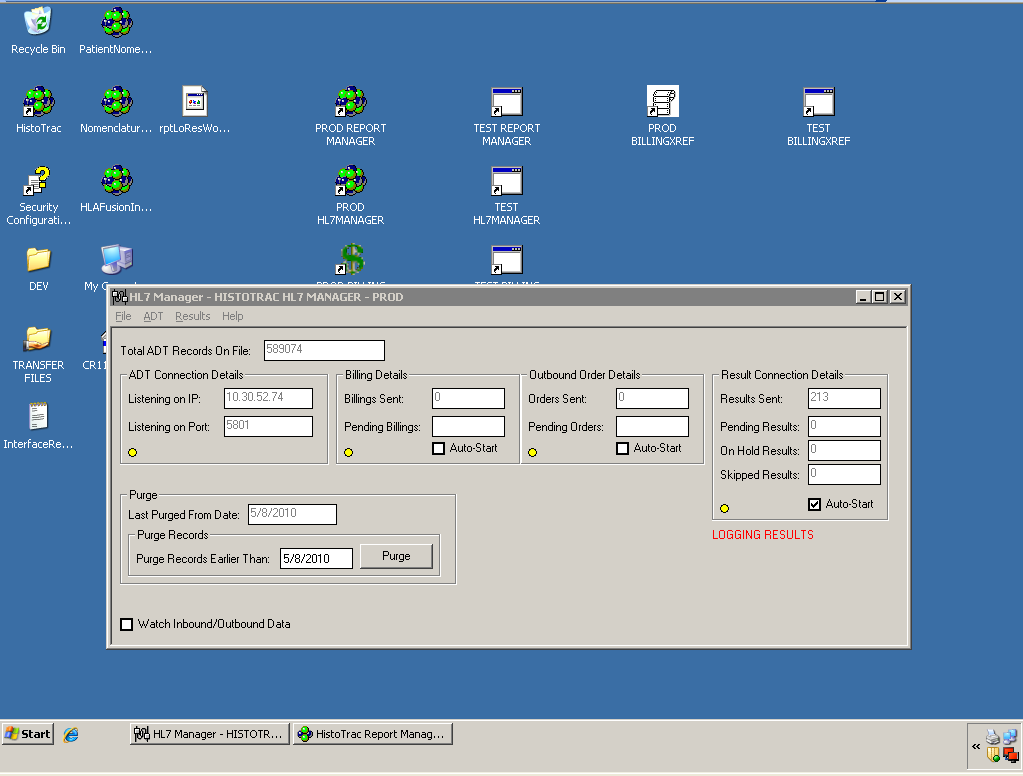 Recycle Bin
PatientNome...
HistoTrac
Nomenclatur...
rptLoResWo...
PROD REPORT
MANAGER
TEST REPORT
MANAGER
PROD
BILLINGXREF
TEST
BILLINGXREF
Security
Configurati...
HLAFusionIn...
PROD
HL7MANAGER
TEST
HL7MANAGER
DEV
My C
PROD BILLING
TEST BILLING
TRANSFER
FILES
CR11
InterfaceRe...
HL7 Manager - HISTOTRAC HL7 MANAGER - PROD
File ADT Results Help
Total ADT Records On File: 589074
ADT Connection Details
Listening on IP: 10.30.52.74
Listening on Port: 5801
Billing Details
Billings Sent: 0
Pending Billings:
Auto-Start
Outbound Order Details
Orders Sent: 0
Pending Orders:
Auto-Start
Result Connection Details
Results Sent: 213
Pending Results: 0
On Hold Results: 0
Skipped Results: 0
Auto-Start
LOGGING RESULTS
Purge
Last Purged From Date: 5/8/2010
Purge Records
Purge Records Earlier Than: 5/8/2010 Purge
Watch Inbound/Outbound Data
Start
HL7 Manager - HISTOTR...
HistoTrac Report Manag...
«